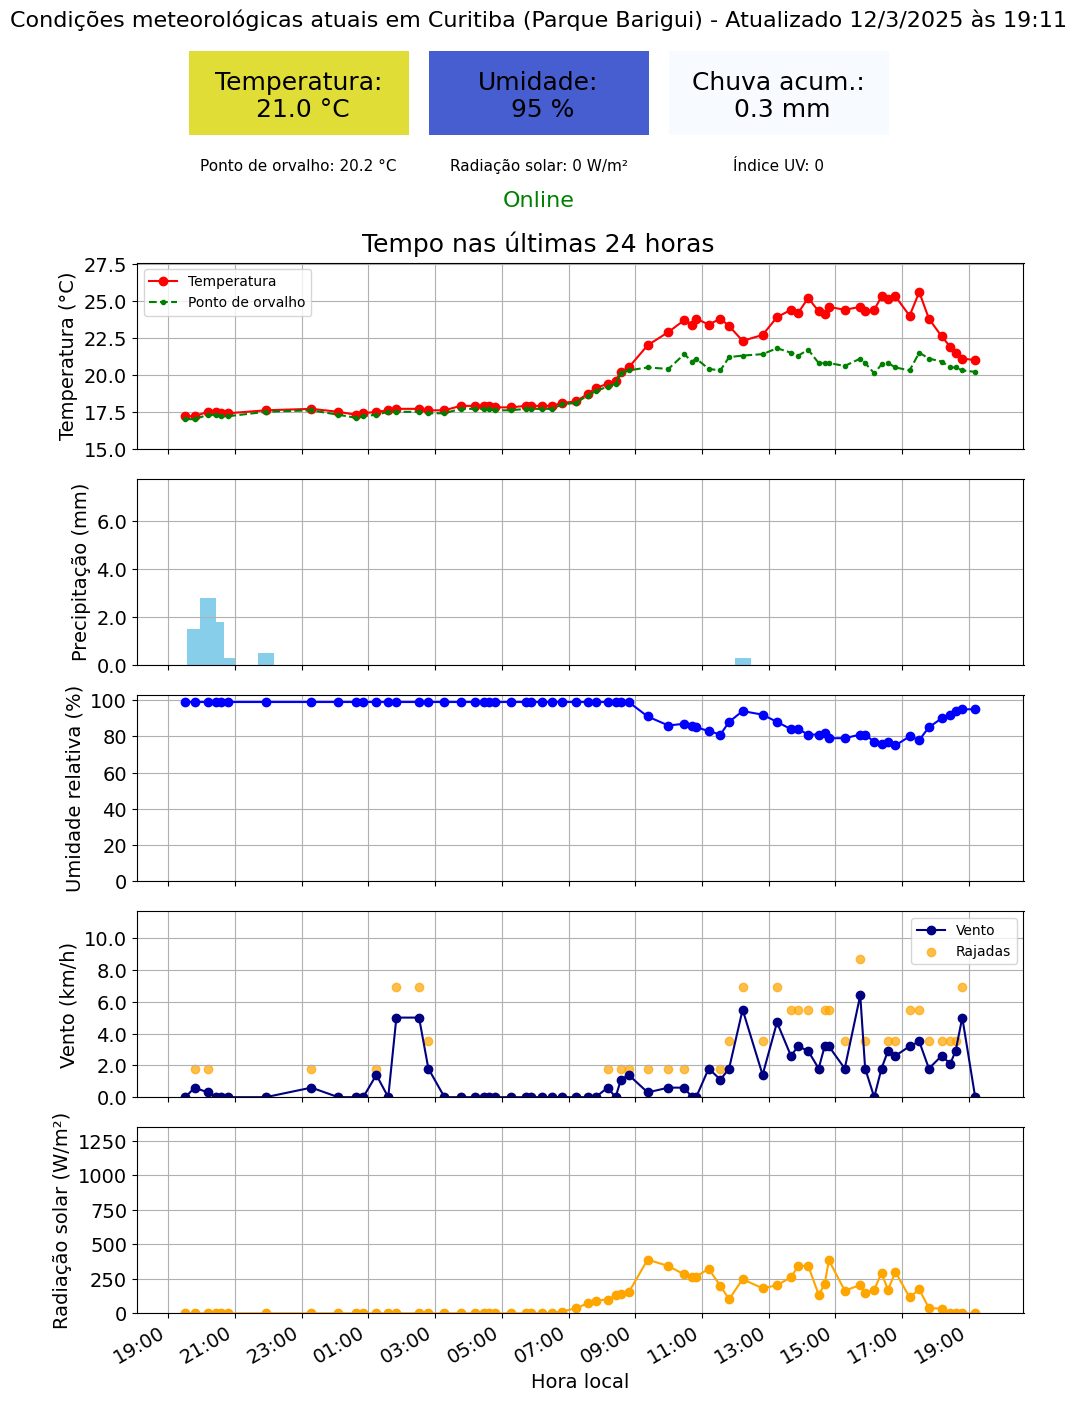 Condições meteorológicas atuais em Curitiba (Parque Barigui) - Atualizado 12/3/2025 às 19:11
Temperatura:
21.0 °C
Umidade:
95 %
Chuva acum.:
0.3 mm
Ponto de orvalho: 20.2 °C
Radiação solar: 0 W/m²
Índice UV: 0
Online
Tempo nas últimas 24 horas
Temperatura (°C)
27.5
25.0
22.5
20.0
17.5
15.0
Temperatura
Ponto de orvalho
Precipitação (mm)
6.0
4.0
2.0
0.0
Umidade relativa (%)
100
80
60
40
20
0
Vento (km/h)
10.0
8.0
6.0
4.0
2.0
0.0
Vento
Rajadas
Radiação solar (W/m²)
1250
1000
750
500
250
0
19:00
21:00
23:00
01:00
03:00
05:00
07:00
09:00
11:00
13:00
15:00
17:00
19:00
Hora local